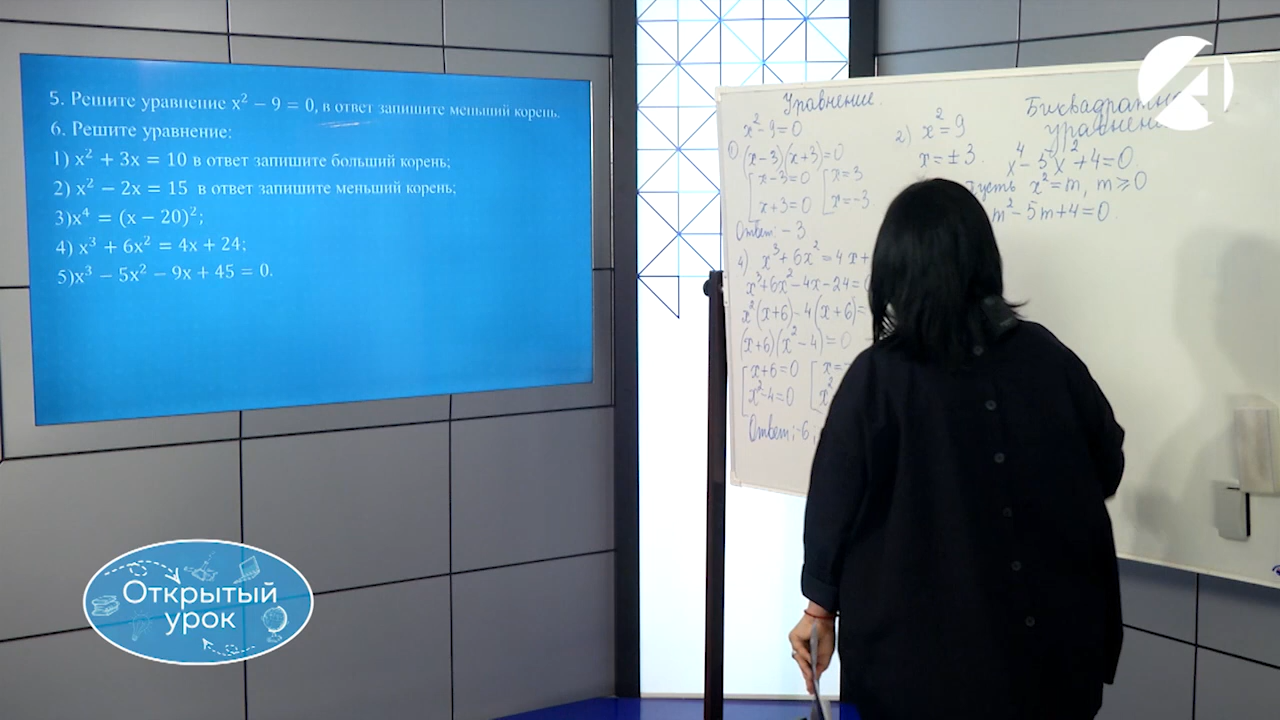 5. Решите уравнение x² − 9 = 0, в ответ запишите меньший корень.
6. Решите уравнение:
1) x² + 3x = 10 в ответ запишите больший корень;
2) x² − 2x = 15 в ответ запишите меньший корень;
3)x⁴ = (x − 20)²;
4) x³ + 6x² = 4x + 24;
5)x³ − 5x² − 9x + 45 = 0.
Уравнение.
x²-9=0
1) (x-3)(x+3)=0
x-3=0 x=3
x+3=0 x=-3
Ответ: -3
2) x²=9
x=±3.
4) x³+6x²=4x+
x³+6x²-4x-24=0
x²(x+6)-4(x+6)=
(x+6)(x²-4)=0
x+6=0 x=-
x²-4=0 x²
Ответ: -6;
Биквадратное
уравнение
x⁴-5x²+4=0.
Пусть x²=m, m⩾0
m²-5m+4=0.
Открытый
урок